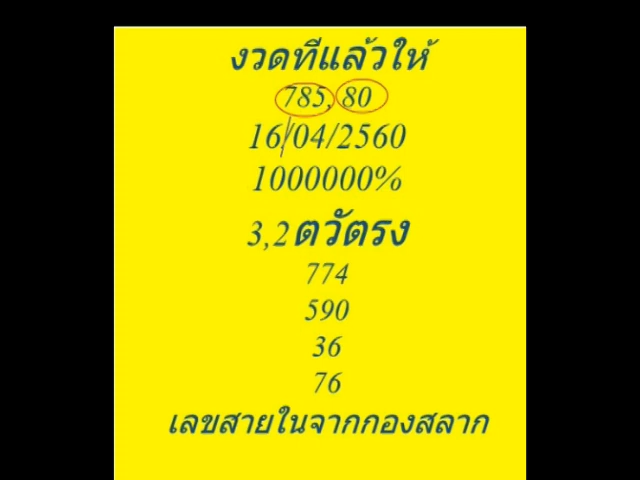 งวดที่แล้วให้
785, 80
16/04/2560
1000000%
3,2ตัวตรง
774
590
36
76
เลขสายในจากกองสลาก